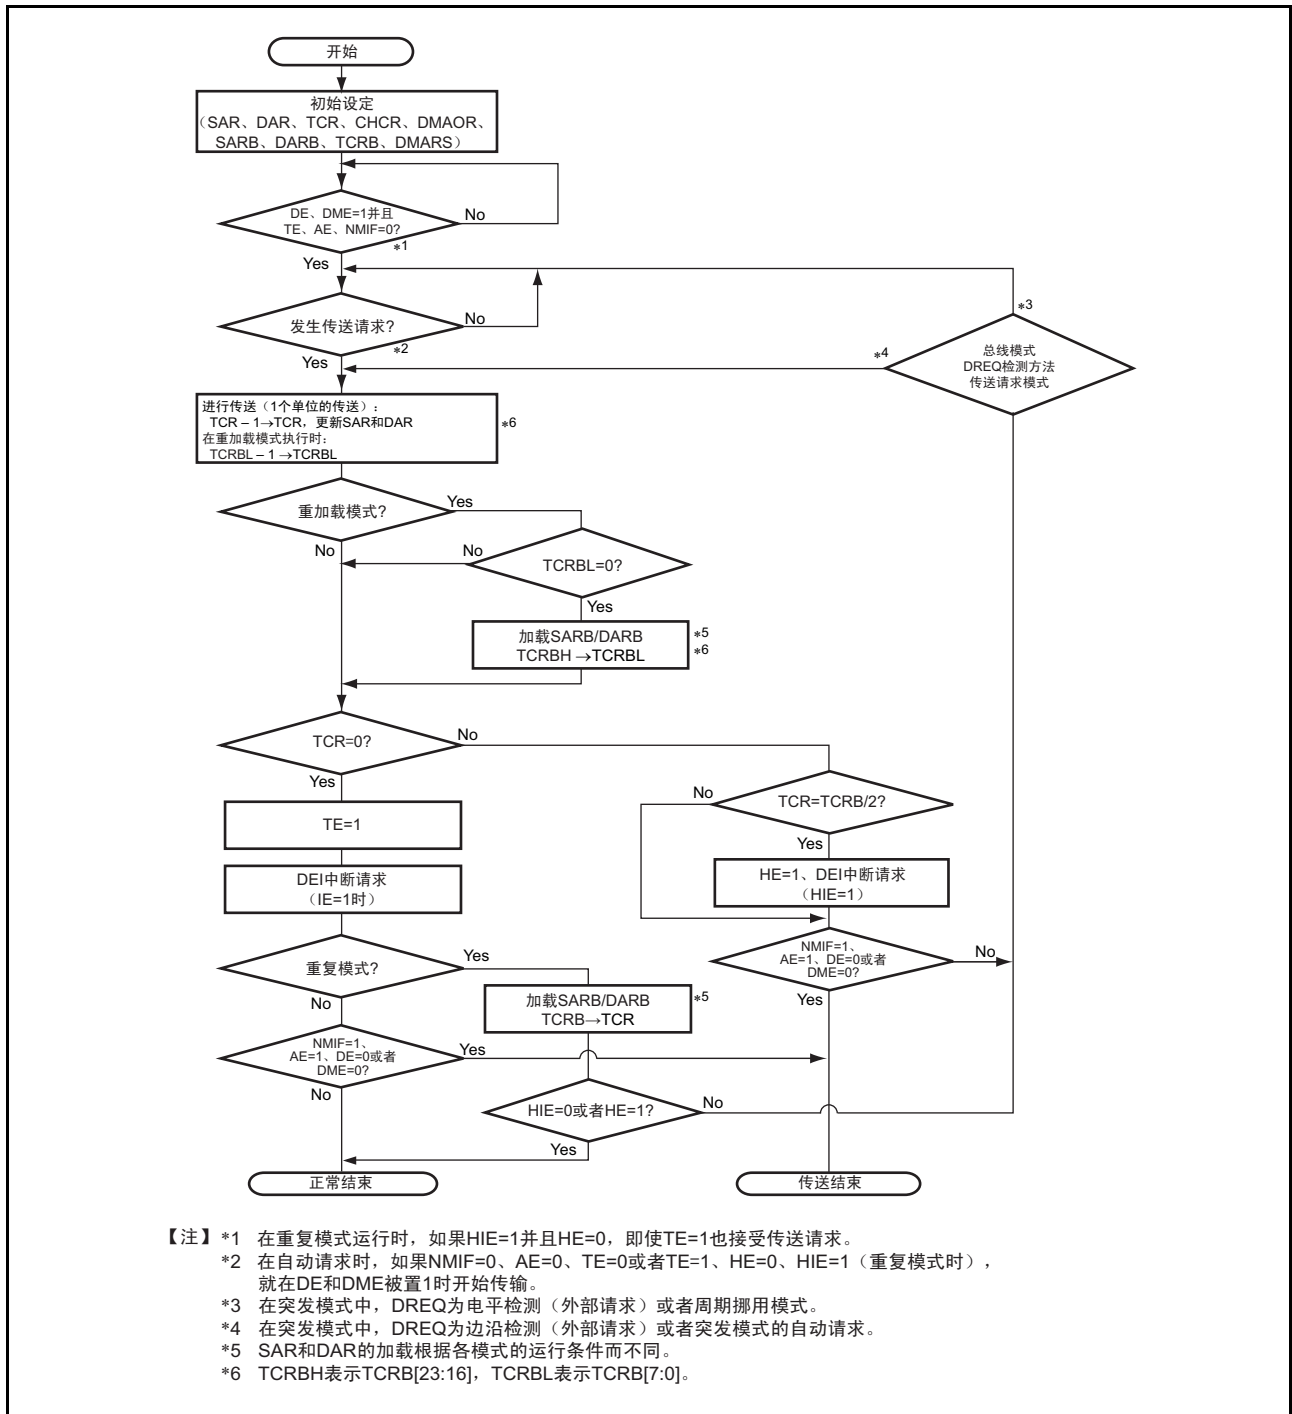 开始
初始设定
（SAR、DAR、TCR、CHCR、DMAOR、
SARB、DARB、TCRB、DMARS）
DE、DME=1并且
TE、AE、NMIF=0?
No
*1
Yes
*3
发生传送请求?
No
*2
Yes
*4
总线模式
DREQ检测方法
传送请求模式
进行传送（1个单位的传送）:
TCR – 1→TCR，更新SAR和DAR
在重加载模式执行时:
TCRBL – 1 →TCRBL
*6
重加载模式?
Yes
No
No
TCRBL=0?
Yes
加载SARB/DARB
TCRBH →TCRBL
*5
*6
TCR=0?
No
Yes
No
TCR=TCRB/2?
Yes
TE=1
DEI中断请求
（IE=1时）
HE=1、DEI中断请求
（HIE=1）
重复模式?
Yes
No
NMIF=1、
AE=1、DE=0或者
DME=0?
No
Yes
加载SARB/DARB
TCRB→TCR
*5
NMIF=1、
AE=1、DE=0或者
DME=0?
Yes
No
HIE=0或者HE=1?
No
Yes
正常结束
传送结束
【注】*1 在重复模式运行时，如果HIE=1并且HE=0，即使TE=1也接受传送请求。
*2 在自动请求时，如果NMIF=0、AE=0、TE=0或者TE=1、HE=0、HIE=1（重复模式时），
就在DE和DME被置1时开始传输。
*3 在突发模式中，DREQ为电平检测（外部请求）或者周期挪用模式。
*4 在突发模式中，DREQ为边沿检测（外部请求）或者突发模式的自动请求。
*5 SAR和DAR的加载根据各模式的运行条件而不同。
*6 TCRBH表示TCRB[23:16]，TCRBL表示TCRB[7:0]。